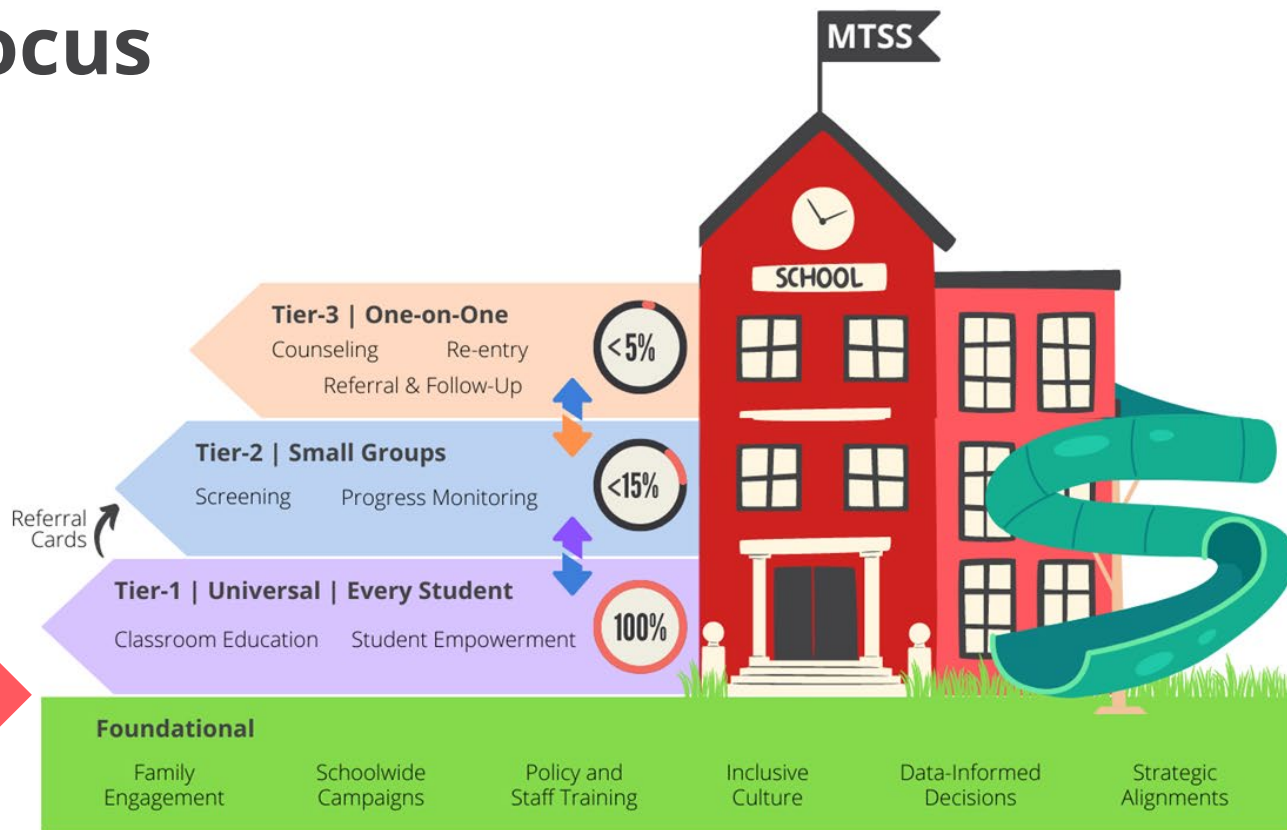 MTSS
SCHOOL
Tier-3 | One-on-One
Counseling Re-entry
Referral & Follow-Up
<5%
Tier-2 | Small Groups
Screening Progress Monitoring
<15%
Referral
Cards
Tier-1 | Universal | Every Student
Classroom Education Student Empowerment
100%
Foundational
Family
Engagement
Schoolwide
Campaigns
Policy and
Staff Training
Inclusive
Culture
Data-Informed
Decisions
Strategic
Alignments